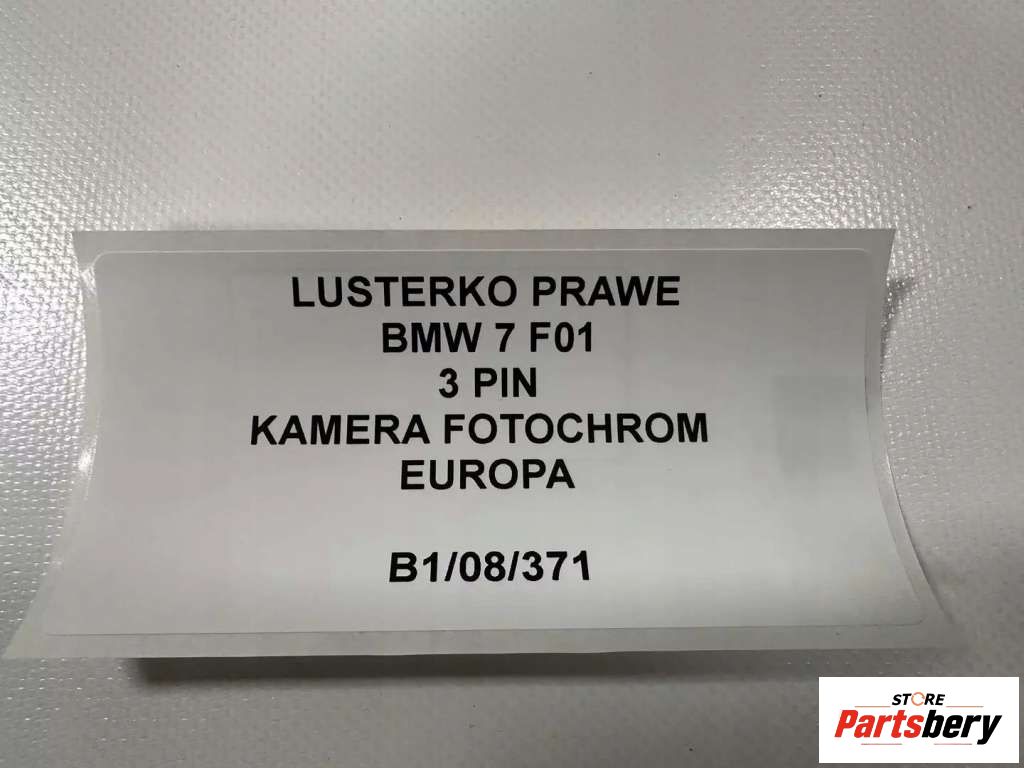 LUSTERKO PRAWE
BMW 7 F01
3 PIN
KAMERA FOTOCHROM
EUROPA
B1/08/371
STORE
Partsbery